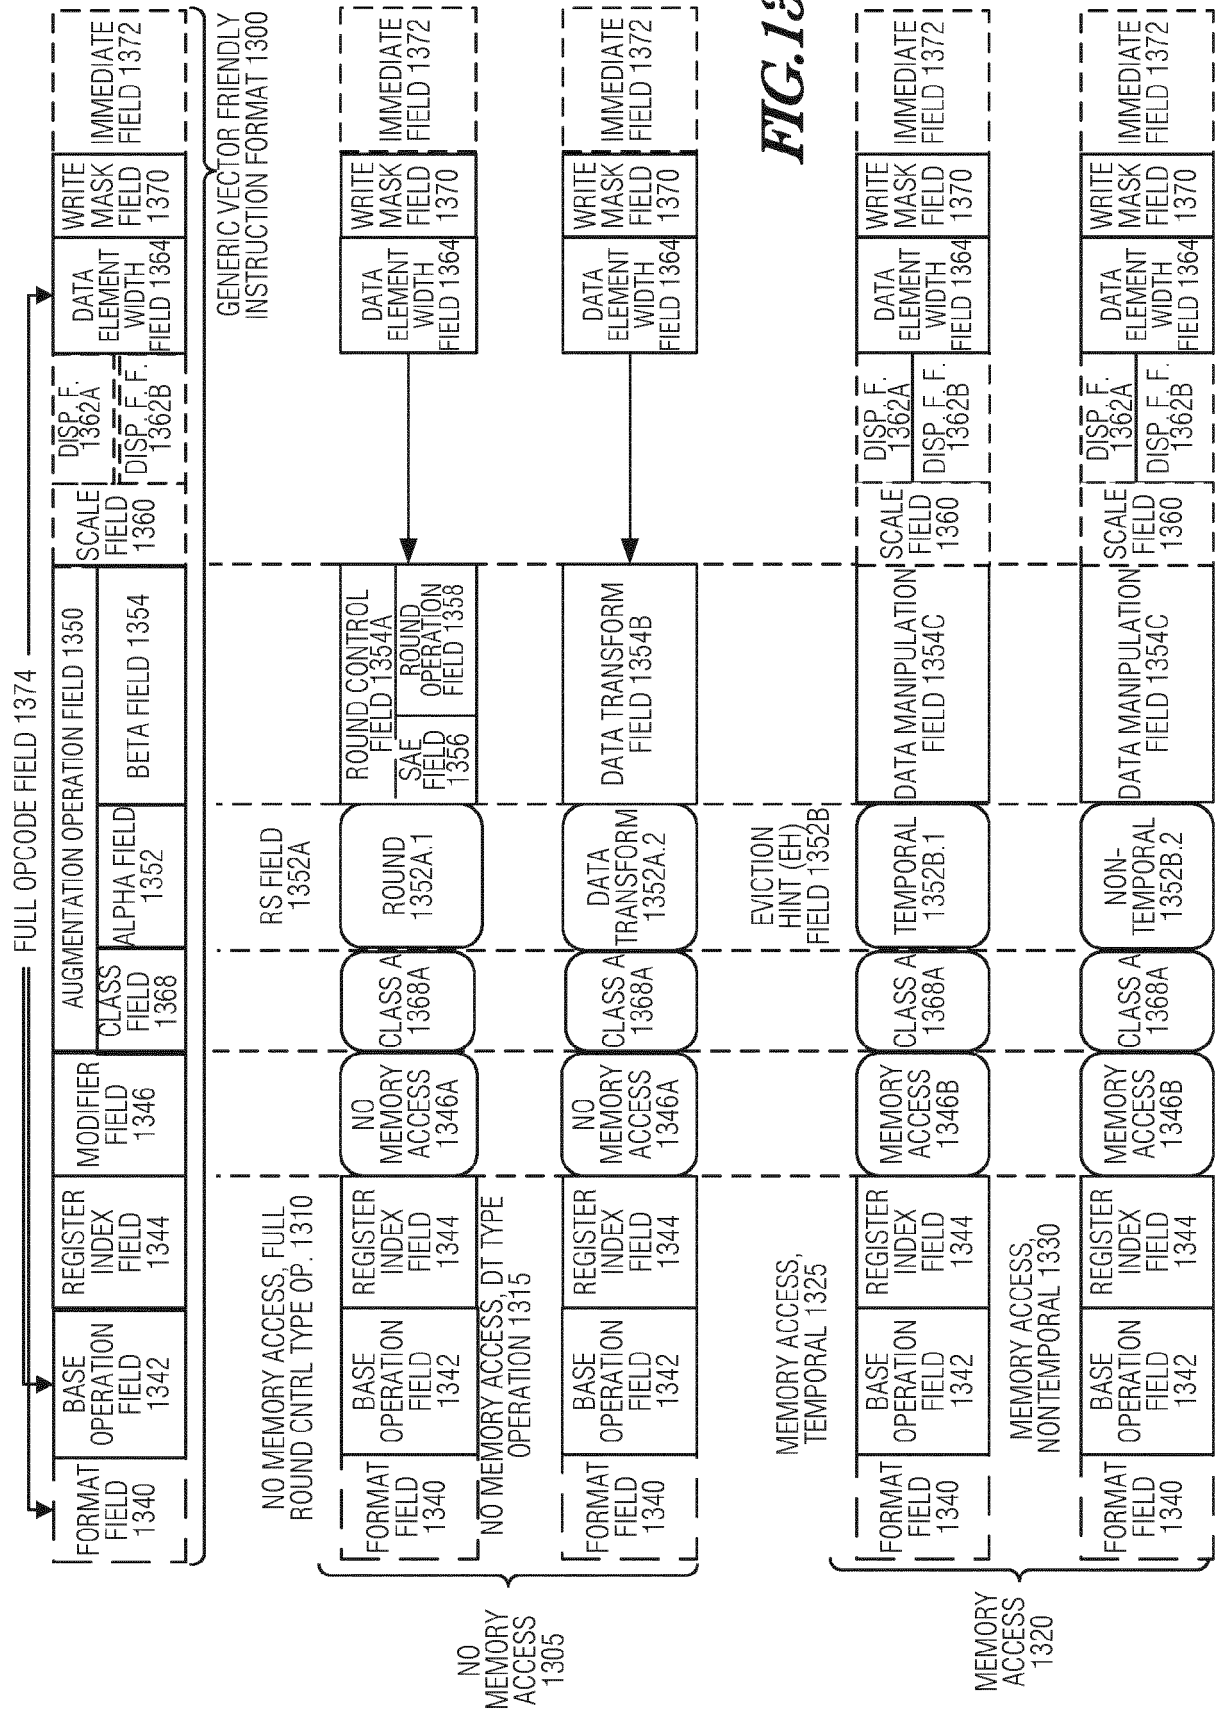 FULL OPCODE FIELD 1374
FORMAT
FIELD
1340
BASE
OPERATION
FIELD
1342
REGISTER
INDEX
FIELD
1344
MODIFIER
FIELD
1346
AUGMENTATION OPERATION FIELD 1350
CLASS
FIELD
1368
ALPHA FIELD
1352
BETA FIELD 1354
SCALE
FIELD
1360
DISP. F.
1362A
DISP. F. F.
1362B
DATA
ELEMENT
WIDTH
FIELD 1364
WRITE
MASK
FIELD
1370
IMMEDIATE
FIELD 1372
GENERIC VECTOR FRIENDLY
INSTRUCTION FORMAT 1300
NO
MEMORY
ACCESS
1305
NO MEMORY ACCESS, FULL
ROUND CNTRL TYPE OP. 1310
RS FIELD
1352A
FORMAT
FIELD
1340
BASE
OPERATION
FIELD
1342
REGISTER
INDEX
FIELD
1344
NO
MEMORY
ACCESS
1346A
CLASS A
1368A
ROUND
1352A.1
ROUND CONTROL
FIELD 1354A
SAE
FIELD
1356
ROUND
OPERATION
FIELD 1358
DATA
ELEMENT
WIDTH
FIELD 1364
WRITE
MASK
FIELD
1370
IMMEDIATE
FIELD 1372
NO MEMORY ACCESS, DT TYPE
OPERATION 1315
FORMAT
FIELD
1340
BASE
OPERATION
FIELD
1342
REGISTER
INDEX
FIELD
1344
NO
MEMORY
ACCESS
1346A
CLASS A
1368A
DATA
TRANSFORM
1352A.2
DATA TRANSFORM
FIELD 1354B
DATA
ELEMENT
WIDTH
FIELD 1364
WRITE
MASK
FIELD
1370
IMMEDIATE
FIELD 1372
MEMORY
ACCESS
1320
MEMORY ACCESS,
TEMPORAL 1325
EVICTION
HINT (EH)
FIELD 1352B
FORMAT
FIELD
1340
BASE
OPERATION
FIELD
1342
REGISTER
INDEX
FIELD
1344
MEMORY
ACCESS
1346B
CLASS A
1368A
TEMPORAL
1352B.1
DATA MANIPULATION
FIELD 1354C
SCALE
FIELD
1360
DISP. F.
1362A
DISP. F. F.
1362B
DATA
ELEMENT
WIDTH
FIELD 1364
WRITE
MASK
FIELD
1370
IMMEDIATE
FIELD 1372
MEMORY ACCESS,
NONTEMPORAL 1330
FORMAT
FIELD
1340
BASE
OPERATION
FIELD
1342
REGISTER
INDEX
FIELD
1344
MEMORY
ACCESS
1346B
CLASS A
1368A
NON-
TEMPORAL
1352B.2
DATA MANIPULATION
FIELD 1354C
SCALE
FIELD
1360
DISP. F.
1362A
DISP. F. F.
1362B
DATA
ELEMENT
WIDTH
FIELD 1364
WRITE
MASK
FIELD
1370
IMMEDIATE
FIELD 1372